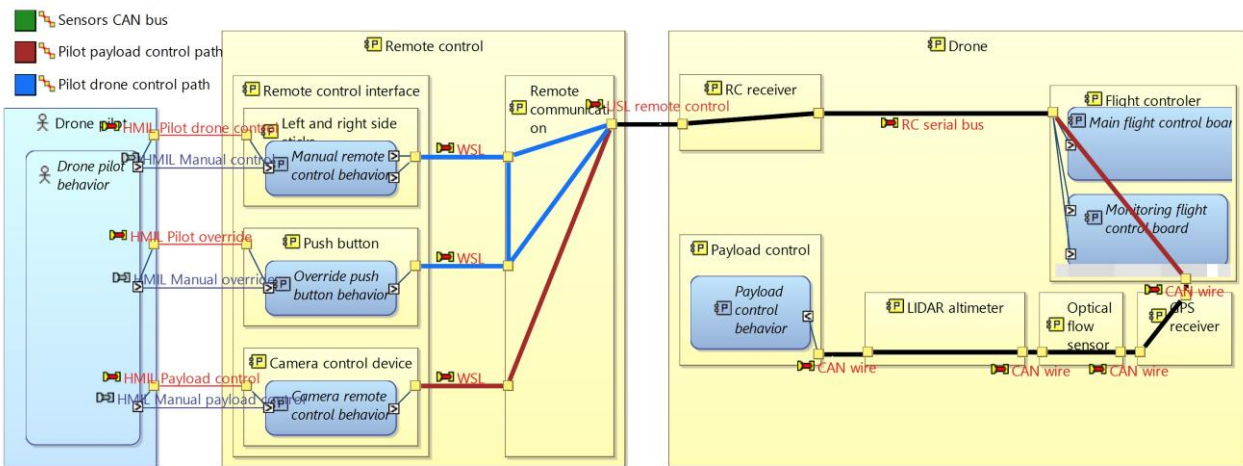 Sensors CAN bus
Pilot payload control path
Pilot drone control path
Remote control
Drone
Remote control interface
Remote
communicati
on
LISL remote control
RC receiver
Flight controler
Drone pilot
HMIL Pilot drone control
Left and right side
sticks
Main flight control boar
Drone pilot
behavior
HMIL Manual control
Manual remote
control behavior
WSL
RC serial bus
Monitoring flight
control board
HMIL Pilot override
Push button
HMIL Manual override
Override push
button behavior
WSL
Payload control
Payload
control
behavior
CAN wire
LIDAR altimeter
Optical
flow
sensor
GPS
receiver
Camera control device
HMIL Payload control
HMIL Manual payload control
Camera remote
control behavior
WSL
CAN wire
CAN wire
CAN wire